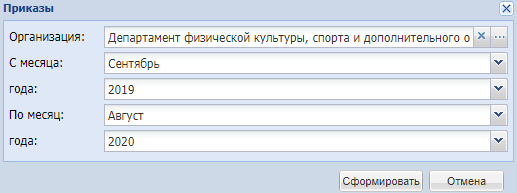 Приказы
Организация: Департамент физической культуры, спорта и дополнительного о
С месяца: Сентябрь
года: 2019
По месяц: Август
года: 2020
Сформировать Отмена